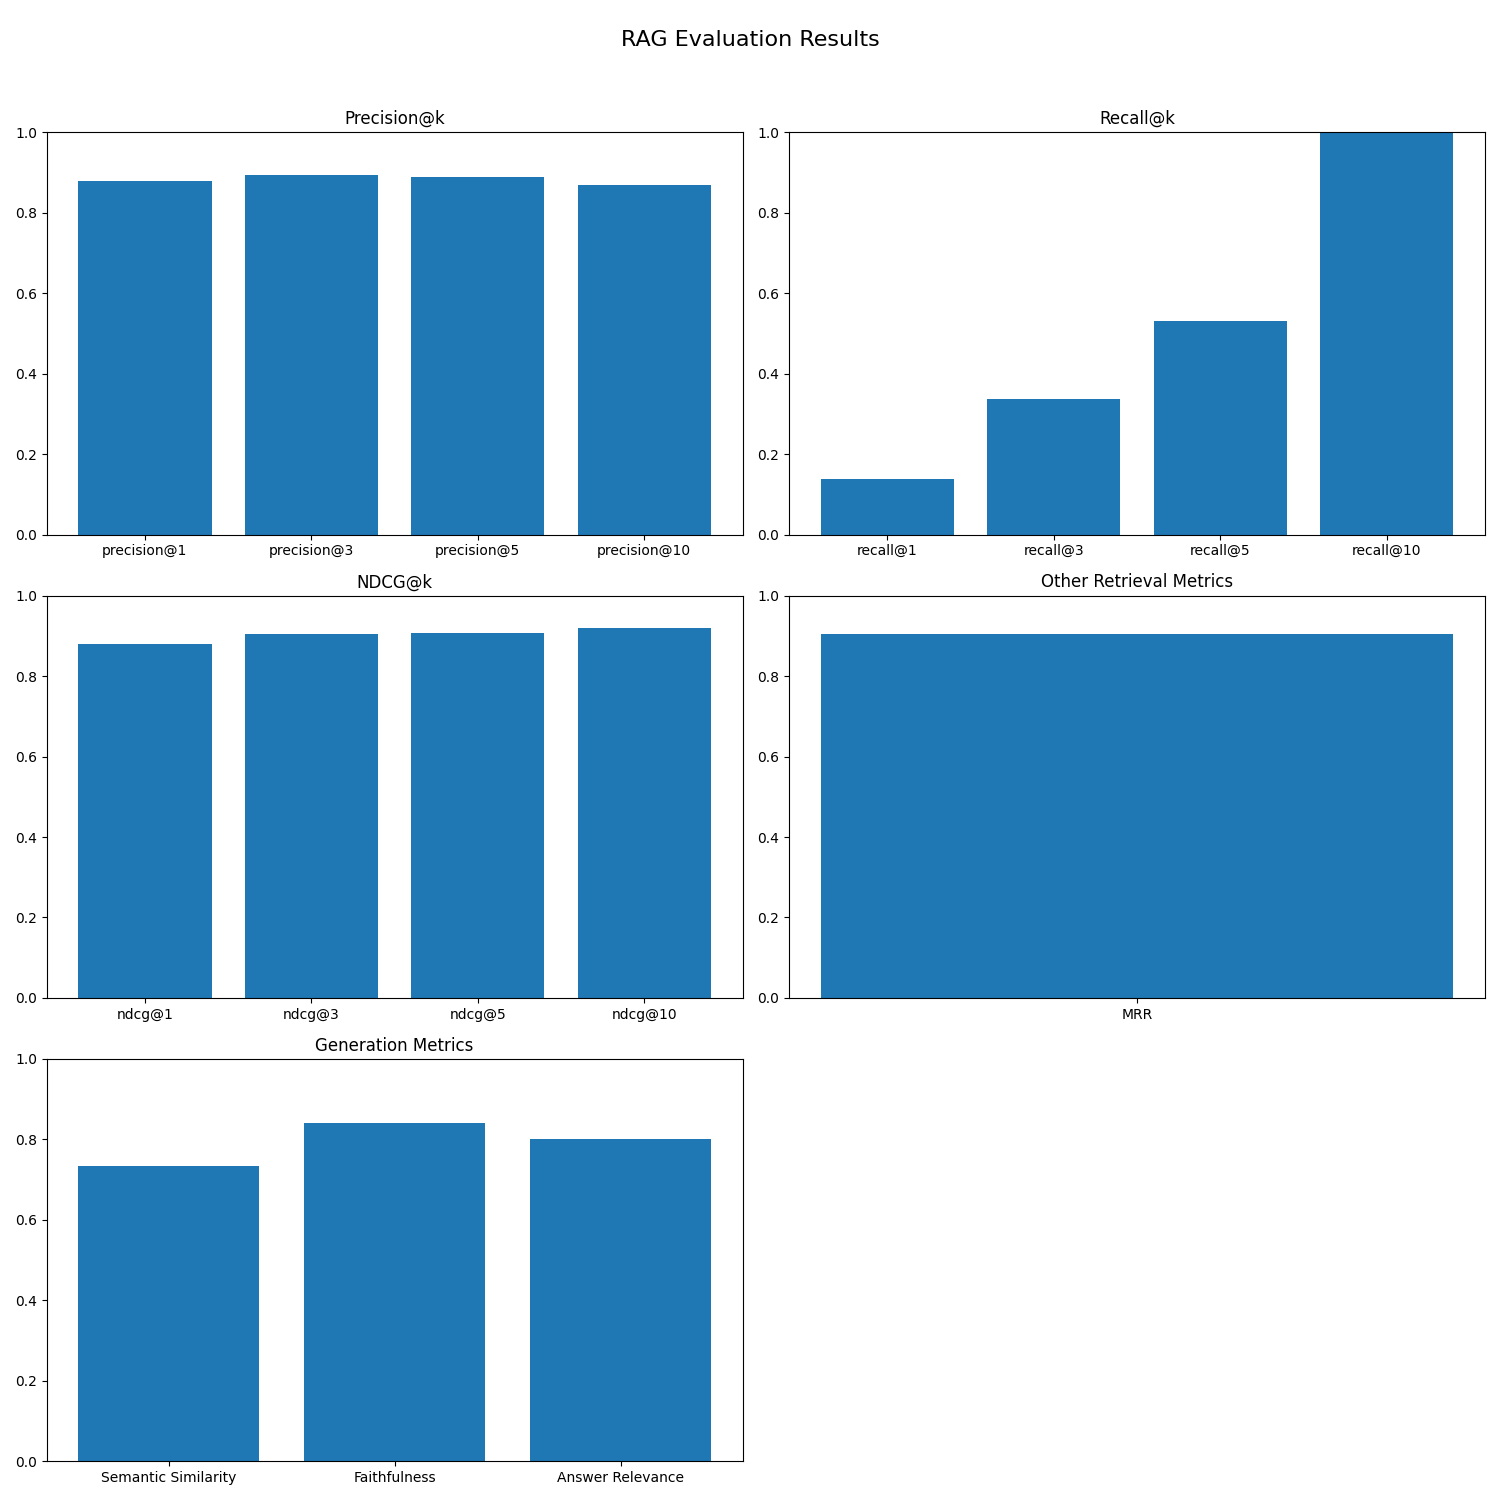 RAG Evaluation Results
Precision@k
1.0
0.8
0.6
0.4
0.2
0.0
precision@1 precision@3 precision@5 precision@10
Recall@k
1.0
0.8
0.6
0.4
0.2
0.0
recall@1 recall@3 recall@5 recall@10
NDCG@k
1.0
0.8
0.6
0.4
0.2
0.0
ndcg@1 ndcg@3 ndcg@5 ndcg@10
Other Retrieval Metrics
1.0
0.8
0.6
0.4
0.2
0.0
MRR
Generation Metrics
1.0
0.8
0.6
0.4
0.2
0.0
Semantic Similarity Faithfulness Answer Relevance